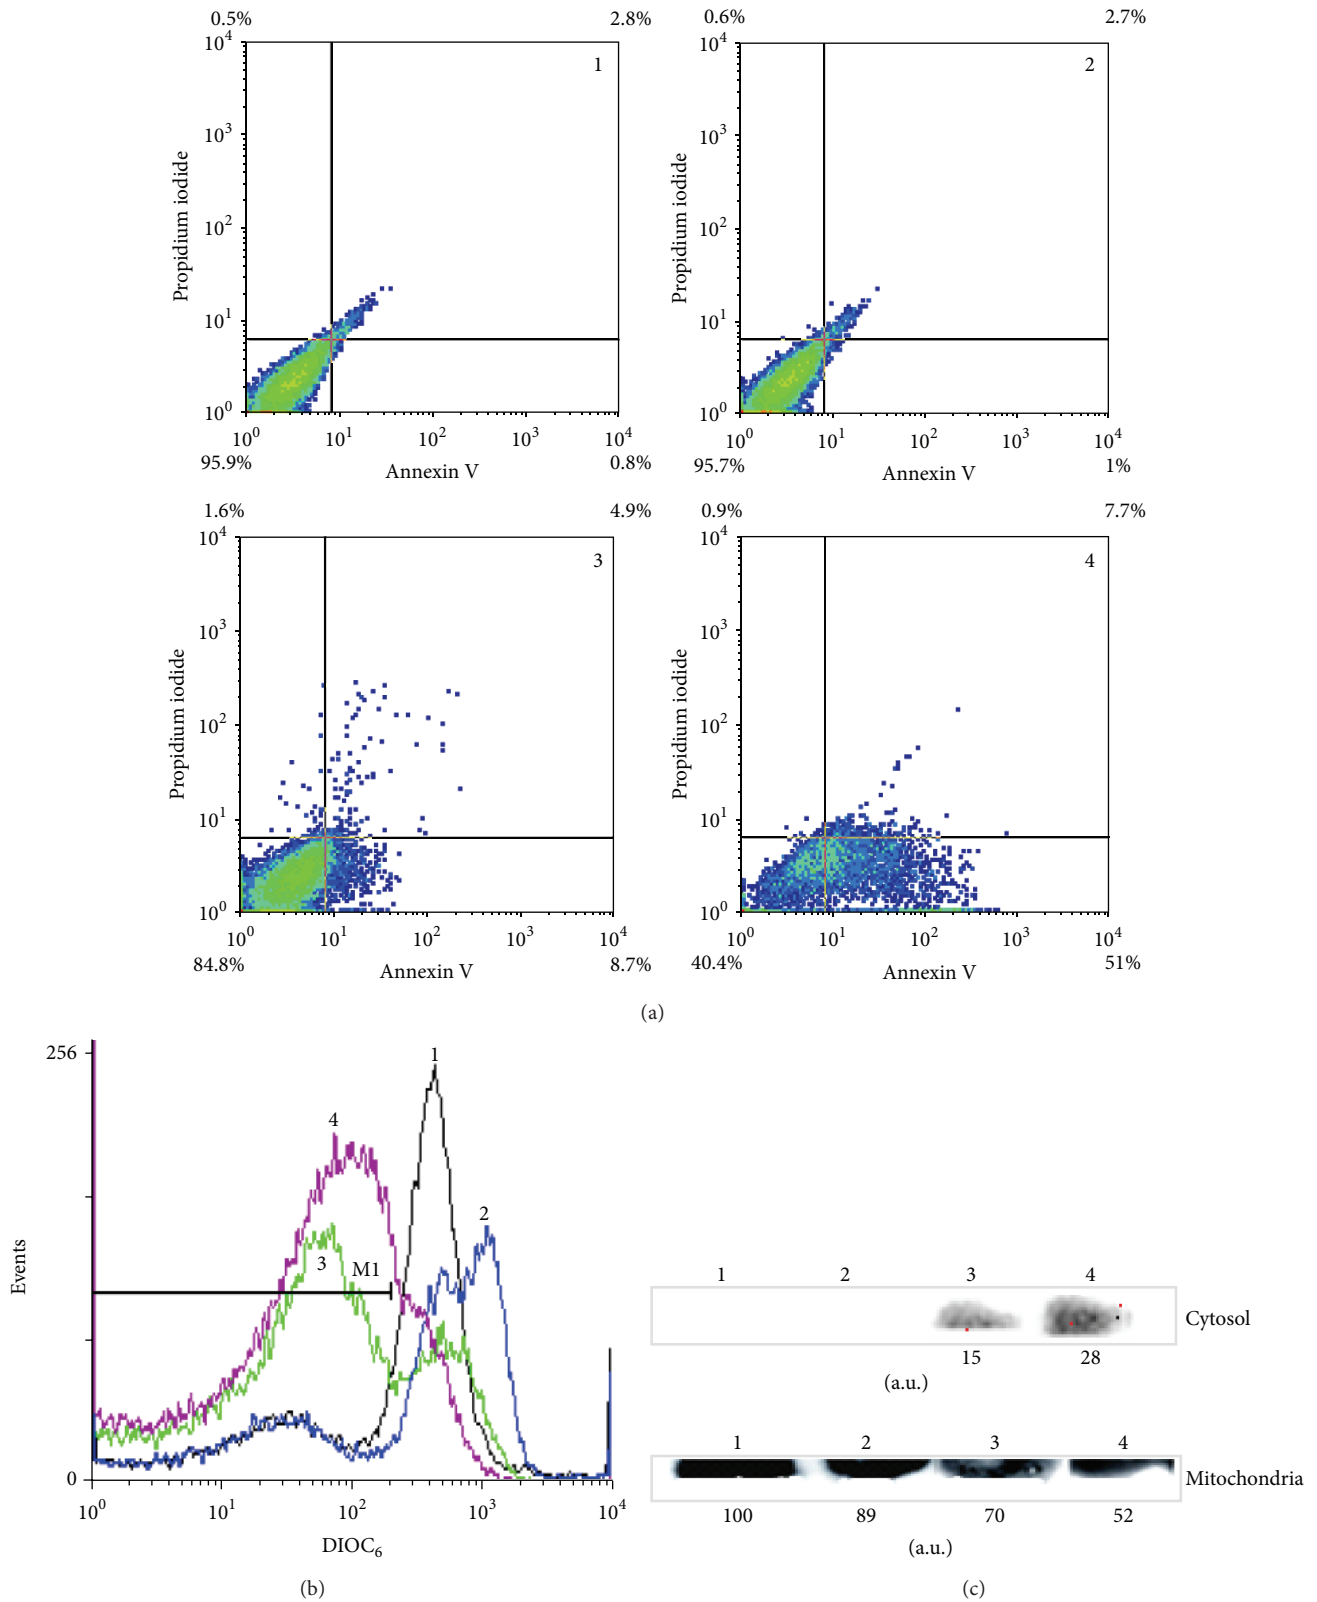 0.5% 2.8%
10^4
1
10^3
10^2
10^1
10^0
Propidium iodide
10^0 10^1 10^2 10^3 10^4
95.9% Annexin V 0.8%
0.6% 2.7%
10^4
2
10^3
10^2
10^1
10^0
Propidium iodide
10^0 10^1 10^2 10^3 10^4
95.7% Annexin V 1%
1.6% 4.9%
10^4
3
10^3
10^2
10^1
10^0
Propidium iodide
10^0 10^1 10^2 10^3 10^4
84.8% Annexin V 8.7%
0.9% 7.7%
10^4
4
10^3
10^2
10^1
10^0
Propidium iodide
10^0 10^1 10^2 10^3 10^4
40.4% Annexin V 51%
(a)
256
1
4
2
3 M1
Events
0
10^0 10^1 10^2 10^3 10^4
DIOC₆
(b)
1 2 3 4
Cytosol
15 28
(a.u.)
1 2 3 4
Mitochondria
100 89 70 52
(a.u.)
(c)